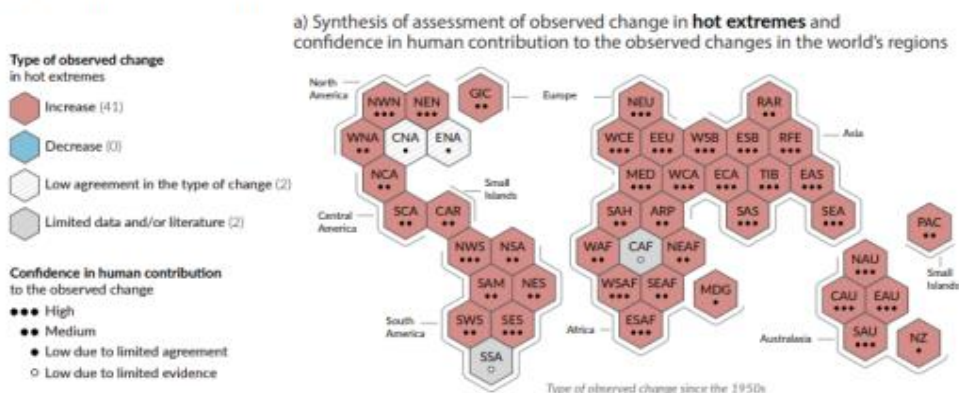 a) Synthesis of assessment of observed change in hot extremes and
confidence in human contribution to the observed changes in the world's regions
Type of observed change
in hot extremes
Increase (41)
Decrease (0)
Low agreement in the type of change (2)
Limited data and/or literature (2)
Confidence in human contribution
to the observed change
High
Medium
Low due to limited agreement
Low due to limited evidence
North
America
NWN
NEN
GIC
Europe
WNA
CNA
ENA
NCA
Small
Islands
Central
America
SCA
CAR
NWS
NSA
SAM
NES
South
America
SWS
SES
SSA
NEU
RAR
WCE
EEU
WSB
ESB
RFE
Asia
MED
WCA
ECA
TIB
EAS
SAH
ARP
SAS
SEA
WAF
CAF
NEAF
WSAF
SEAF
MDG
Africa
ESAF
PAC
Small
Islands
NAU
CAU
EAU
Australasia
SAU
NZ
Type of observed change since the 1950s